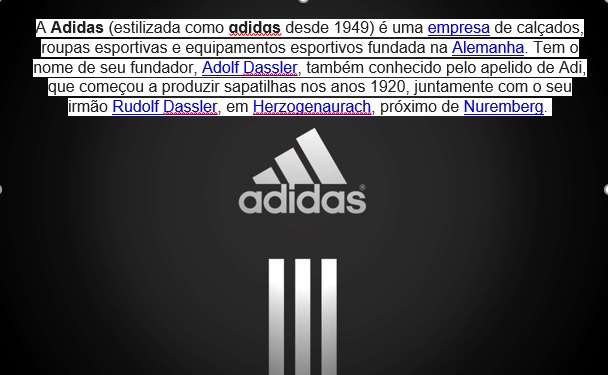 A Adidas (estilizada como adidas desde 1949) é uma empresa de calçados,
roupas esportivas e equipamentos esportivos fundada na Alemanha. Tem o
nome de seu fundador, Adolf Dassler, também conhecido pelo apelido de Adi,
que começou a produzir sapatilhas nos anos 1920, juntamente com o seu
irmão Rudolf Dassler, em Herzogenaurach, próximo de Nuremberg.
adidas®